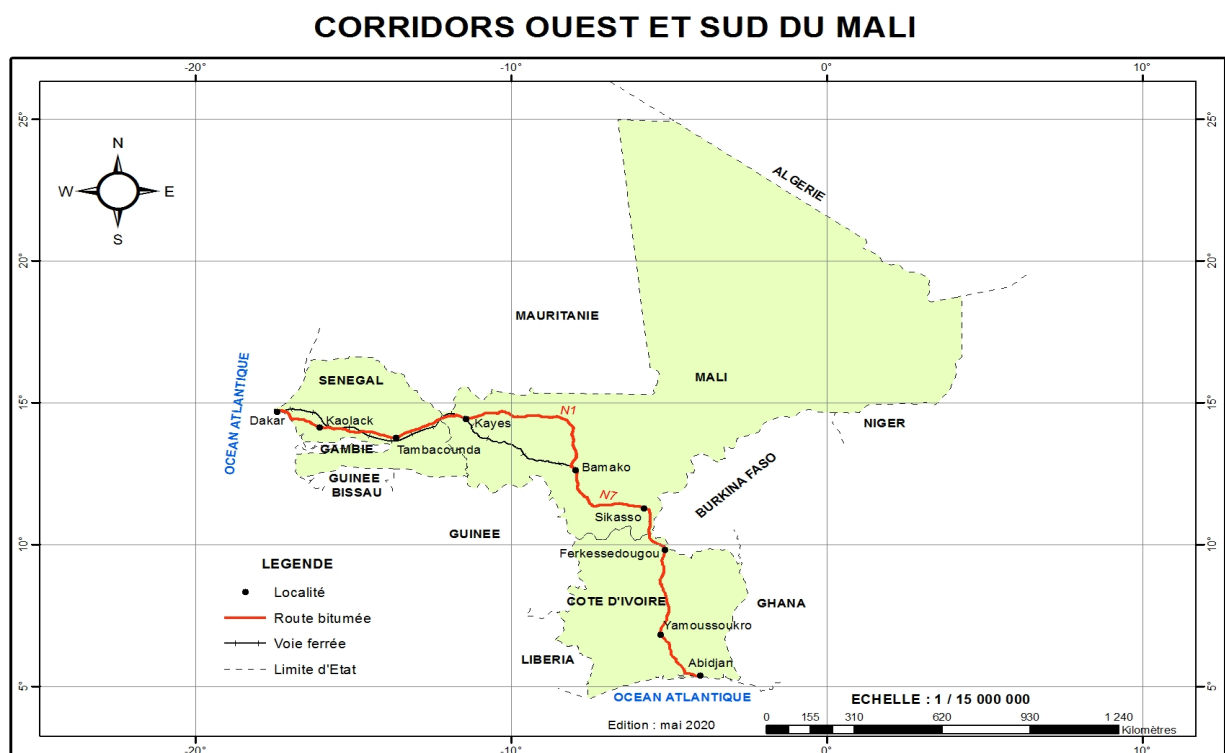 CORRIDORS OUEST ET SUD DU MALI
-20°
-10°
0°
10°
25°
25°
N
W
E
S
ALGERIE
20°
20°
MAURITANIE
OCEAN ATLANTIQUE
SENEGAL
MALI
15°
15°
Dakar
Kaolack
Kayes
N1
NIGER
GAMBIE
Tambacounda
Bamako
GUINEE
BISSAU
BURKINA FASO
N7
Sikasso
GUINEE
10°
10°
Ferkessedougou
LEGENDE
Localité
Route bitumée
Voie ferrée
Limite d'Etat
COTE D'IVOIRE
GHANA
Yamoussoukro
LIBERIA
Abidjan
5°
5°
OCEAN ATLANTIQUE
ECHELLE : 1 / 15 000 000
Edition : mai 2020
0 155 310 620 930 1 240
Kilomètres
-20°
-10°
0°
10°